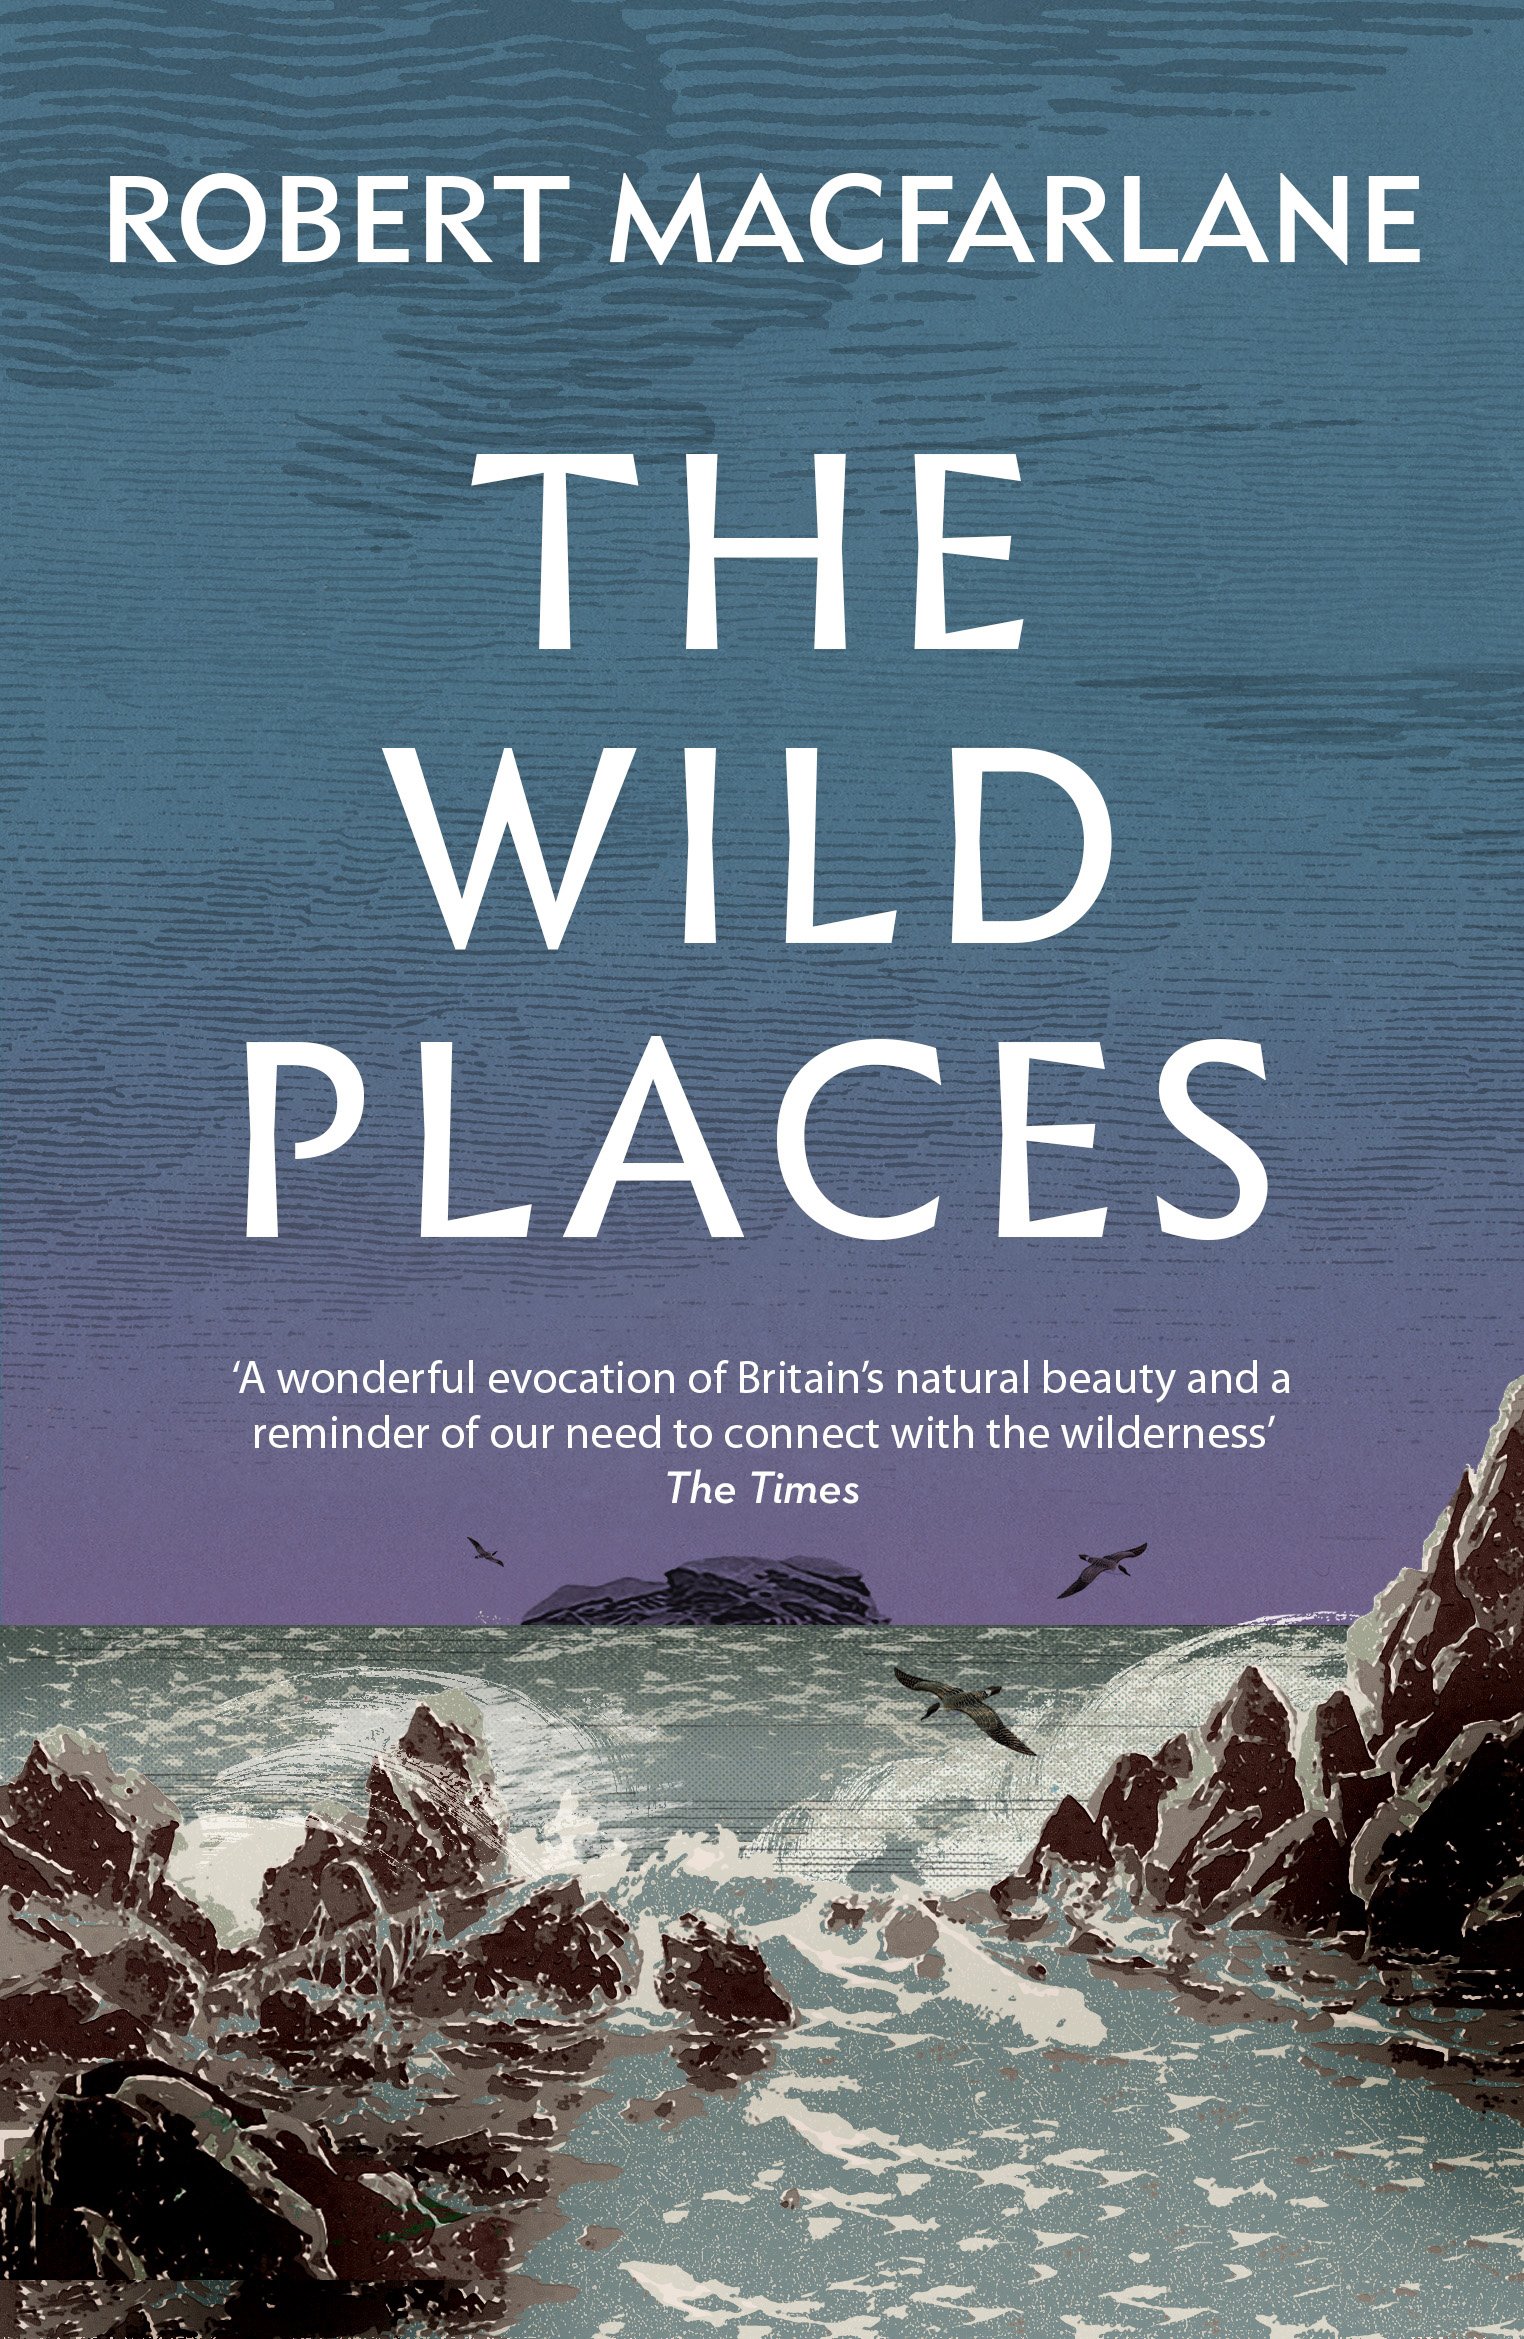 ROBERT MACFARLANE
THE
WILD
PLACES
‘A wonderful evocation of Britain’s natural beauty and a
reminder of our need to connect with the wilderness’
The Times